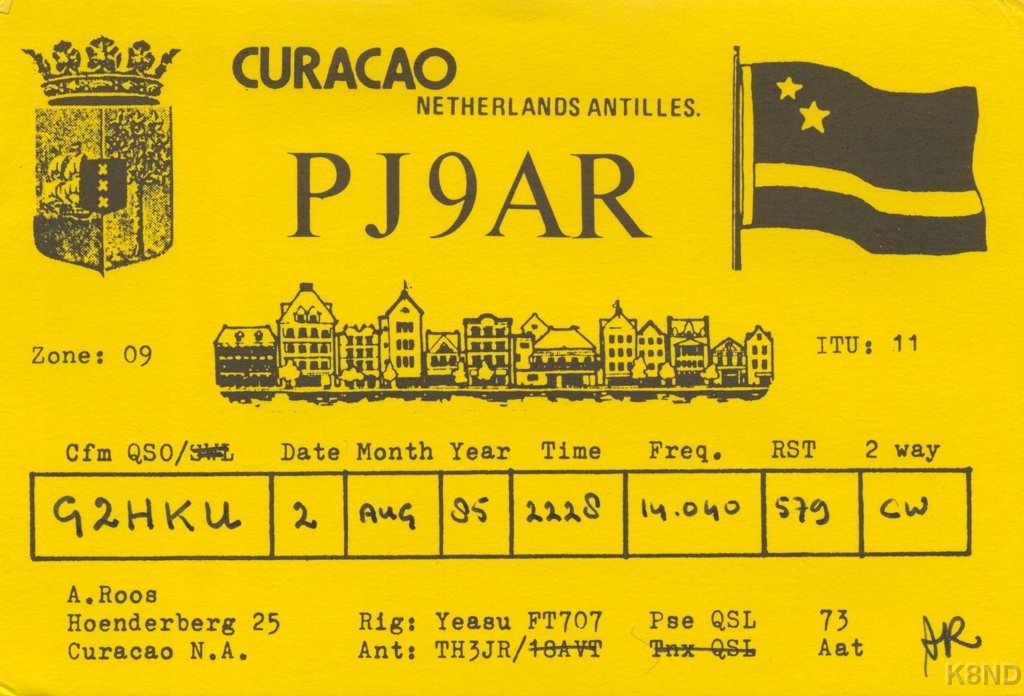 CURACAO
NETHERLANDS ANTILLES.
PJ9AR
Zone: 09
ITU: 11
Cfm QSO/SWL Date Month Year Time Freq. RST 2 way
G2HKU 2 AUG 85 2228 14.040 579 CW
A.Roos
Hoenderberg 25 Rig: Yeasu FT707 Pse QSL 73
Curacao N.A. Ant: TH3JR/18AVT Tnx QSL Aat
AR
K8ND